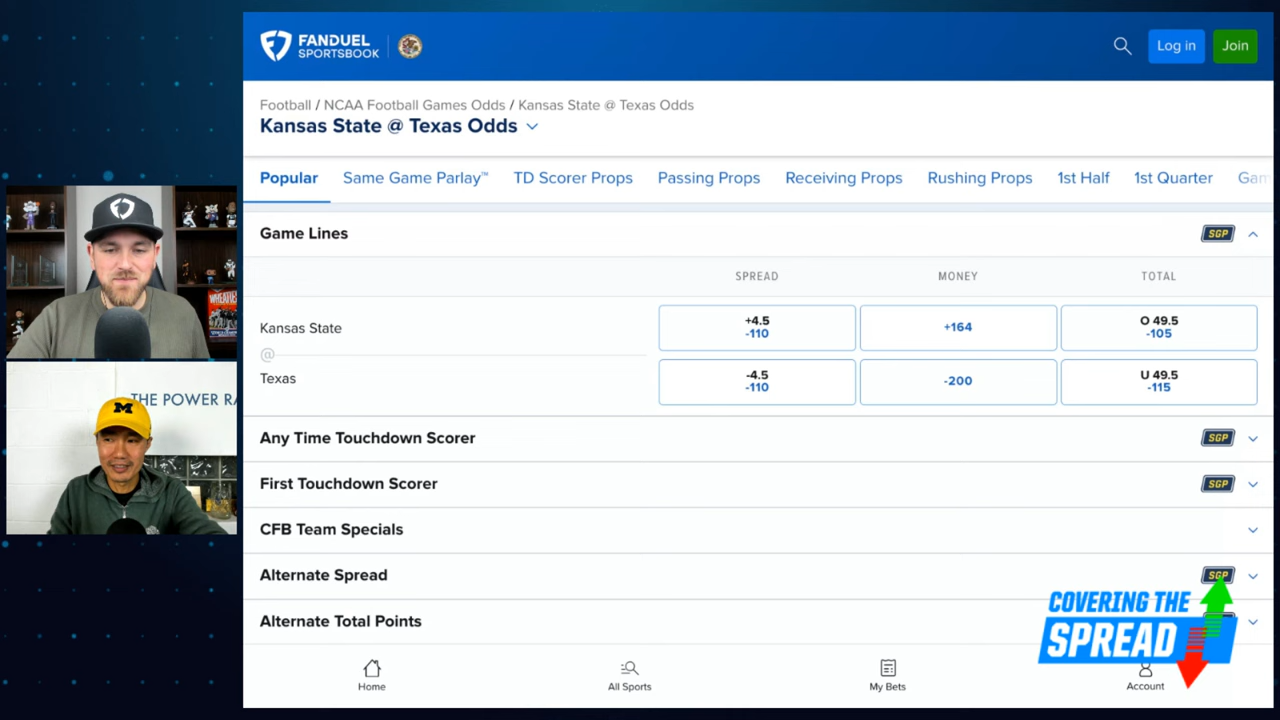 FANDUEL
SPORTSBOOK
Log in
Join
Football / NCAA Football Games Odds / Kansas State @ Texas Odds
Kansas State @ Texas Odds
Popular
Same Game Parlay™
TD Scorer Props
Passing Props
Receiving Props
Rushing Props
1st Half
1st Quarter
Gam
Game Lines
SGP
SPREAD
MONEY
TOTAL
Kansas State
+4.5
-110
+164
O 49.5
-105
@
Texas
-4.5
-110
-200
U 49.5
-115
Any Time Touchdown Scorer
SGP
First Touchdown Scorer
SGP
CFB Team Specials
Alternate Spread
SGP
Alternate Total Points
COVERING THE
SPREAD
Home
All Sports
My Bets
Account
WHEATIES
THE POWER RA
M